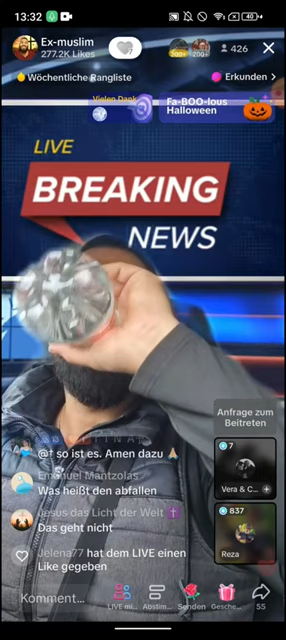 13:32
40
Ex-muslim
277.2K Likes
200+
200+
426
Wöchentliche Rangliste
Erkunden >
Vielen Dank
Fa-BOO-lous
Halloween
LIVE
BREAKING
NEWS
Anfrage zum
Beitreten
7
Vera & C...
837
Reza
@† so ist es. Amen dazu 🙏
Emanuel Mantzolas
Was heißt den abfallen
Jesus das Licht der Welt ✝️
Das geht nicht
Jelena77 hat dem LIVE einen
Like gegeben
Komment...
LIVE mi...
Abstim...
Senden
Gesche...
55